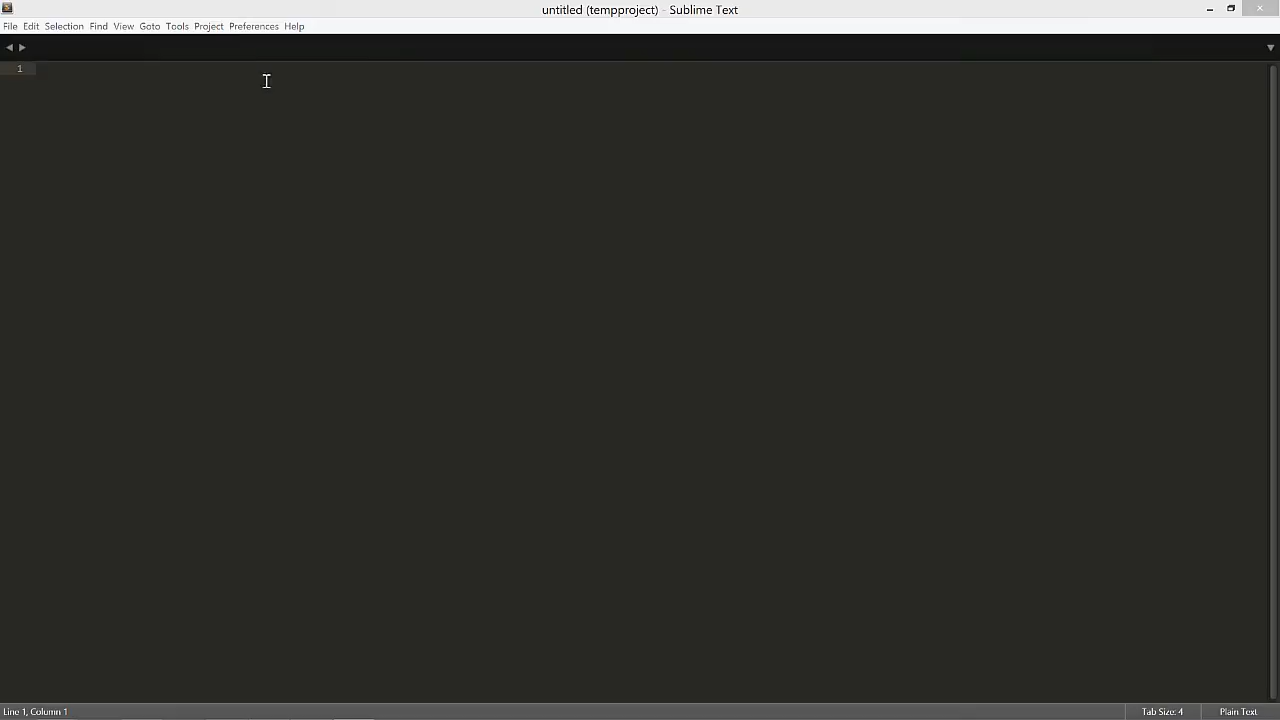 untitled (tempproject) - Sublime Text
File Edit Selection Find View Goto Tools Project Preferences Help
1
Line 1, Column 1
Tab Size: 4
Plain Text